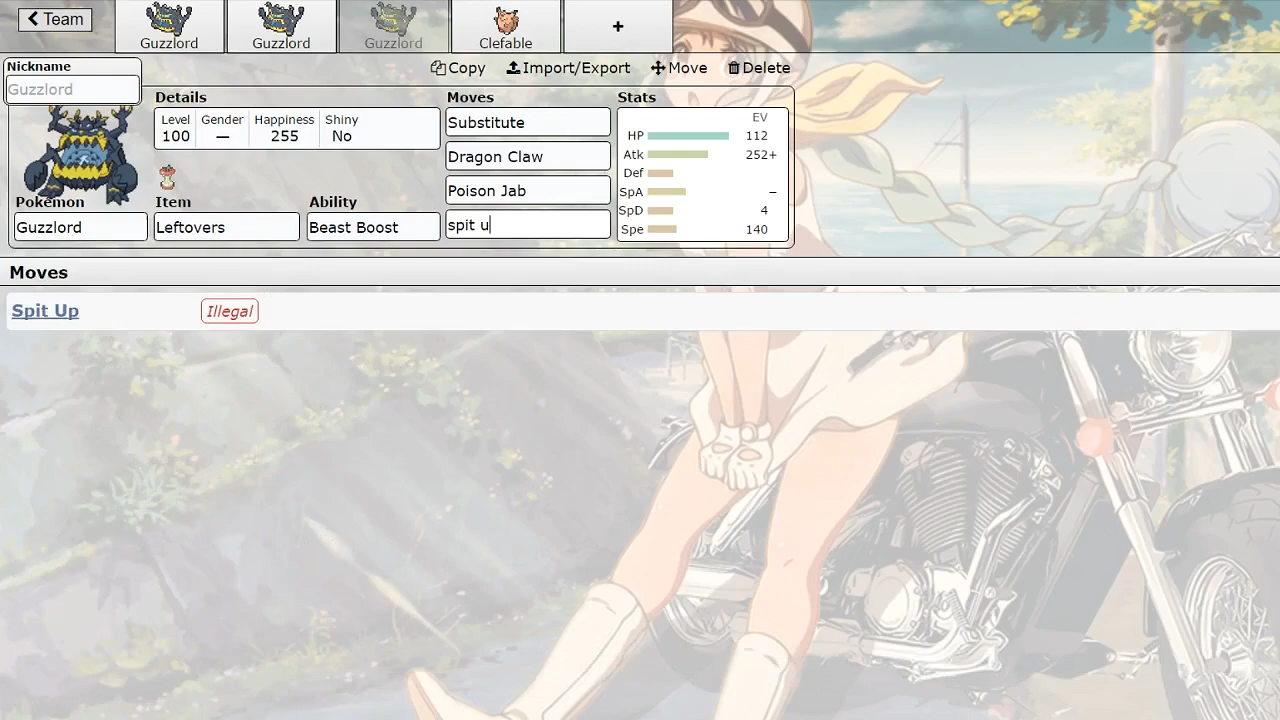 Team
Guzzlord
Guzzlord
Guzzlord
Clefable
+
Nickname
Guzzlord
Copy
Import/Export
Move
Delete
Details
Level
100
Gender
—
Happiness
255
Shiny
No
Pokémon
Guzzlord
Item
Leftovers
Ability
Beast Boost
Moves
Substitute
Dragon Claw
Poison Jab
spit u
Stats
EV
HP 112
Atk 252+
Def
SpA –
SpD 4
Spe 140
Moves
Spit Up Illegal